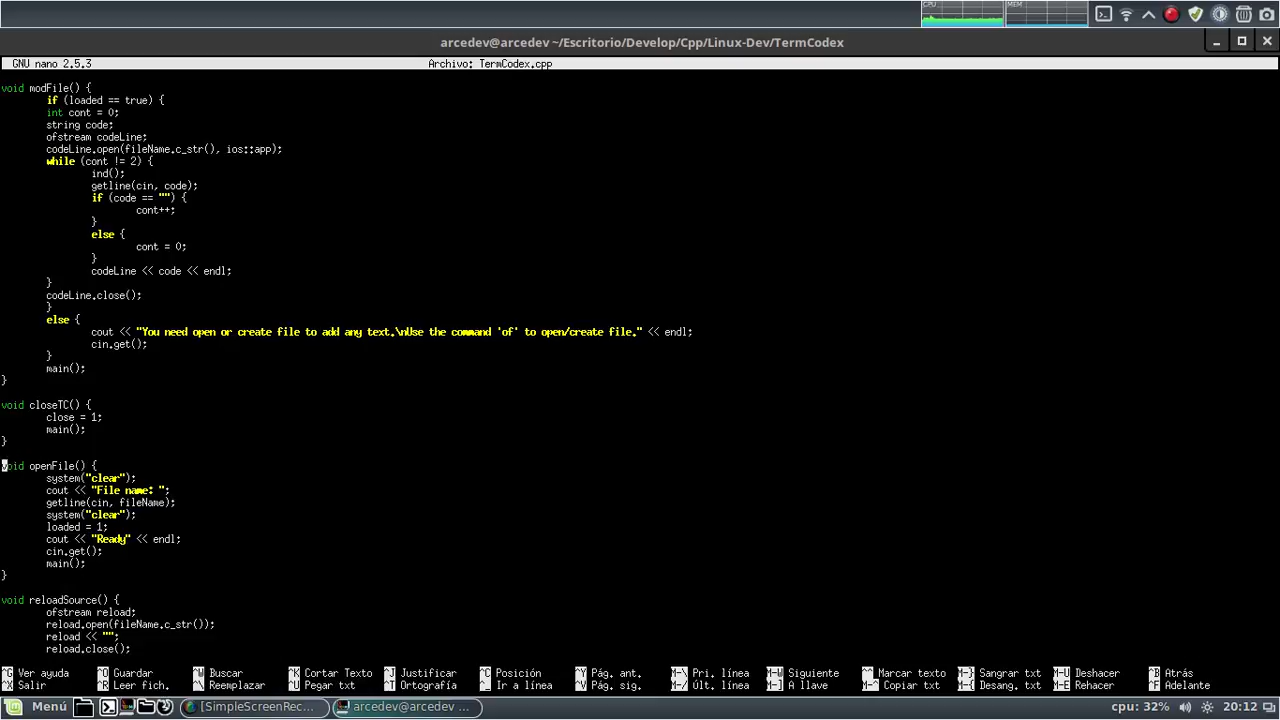 CPU
MEM
arcedev@arcedev ~/Escritorio/Develop/Cpp/Linux-Dev/TermCodex
GNU nano 2.5.3 Archivo: TermCodex.cpp
void modFile() {
if (loaded == true) {
int cont = 0;
string code;
ofstream codeLine;
codeLine.open(fileName.c_str(), ios::app);
while (cont != 2) {
ind();
getline(cin, code);
if (code == "") {
cont++;
}
else {
cont = 0;
}
codeLine << code << endl;
}
codeLine.close();
}
else {
cout << "You need open or create file to add any text.\nUse the command 'of' to open/create file." << endl;
cin.get();
}
main();
}
void closeTC() {
close = 1;
main();
}
void openFile() {
system("clear");
cout << "File name: ";
getline(cin, fileName);
system("clear");
loaded = 1;
cout << "Ready" << endl;
cin.get();
main();
}
void reloadSource() {
ofstream reload;
reload.open(fileName.c_str());
reload << "";
reload.close();
^G Ver ayuda ^O Guardar ^W Buscar ^K Cortar Texto ^J Justificar ^C Posición ^Y Pág. ant. M-\ Pri. línea M-W Siguiente ^^ Marcar texto M-} Sangrar txt M-U Deshacer ^B Atrás
^X Salir ^R Leer fich. ^\ Reemplazar ^U Pegar txt ^T Ortografía ^_ Ir a línea ^V Pág. sig. M-/ Últ. línea M-] A llave M-^ Copiar txt M-{ Desang. txt M-E Rehacer ^F Adelante
Menú [SimpleScreenRec... arcedev@arcedev ... cpu: 32% 20:12